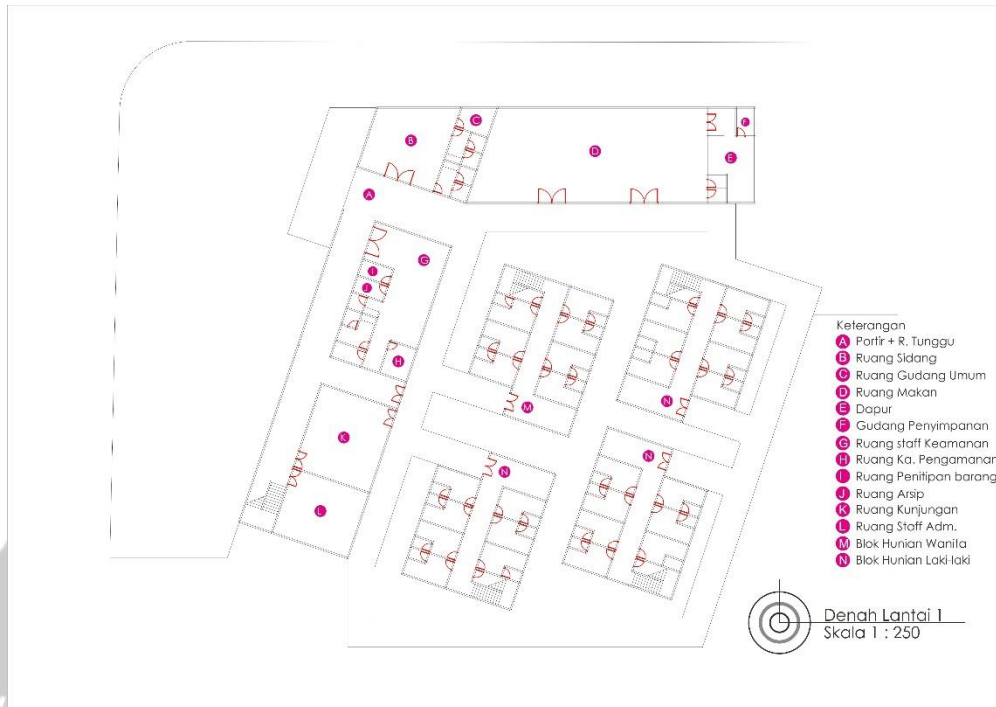 C
F
B
D
E
A
G
I
J
H
M
N
K
N
N
L
Keterangan
A Portir + R. Tunggu
B Ruang Sidang
C Ruang Gudang Umum
D Ruang Makan
E Dapur
F Gudang Penyimpanan
G Ruang staff Keamanan
H Ruang Ka. Pengamanan
I Ruang Penitipan barang
J Ruang Arsip
K Ruang Kunjungan
L Ruang Staff Adm.
M Blok Hunian Wanita
N Blok Hunian Laki-laki
Denah Lantai 1
Skala 1 : 250